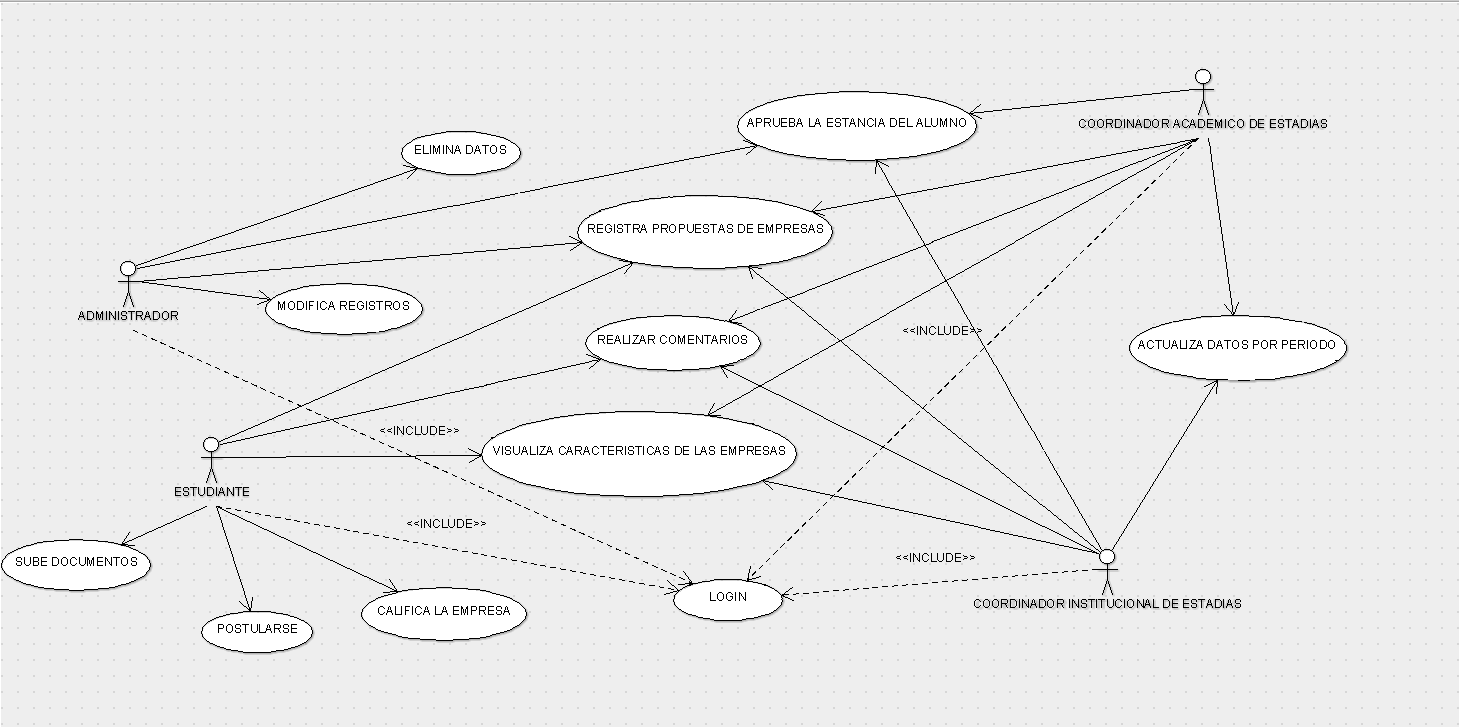 COORDINADOR ACADEMICO DE ESTADIAS
APRUEBA LA ESTANCIA DEL ALUMNO
ELIMINA DATOS
REGISTRA PROPUESTAS DE EMPRESAS
MODIFICA REGISTROS
ADMINISTRADOR
<<INCLUDE>>
REALIZAR COMENTARIOS
ACTUALIZA DATOS POR PERIODO
<<INCLUDE>>
VISUALIZA CARACTERISTICAS DE LAS EMPRESAS
ESTUDIANTE
<<INCLUDE>>
<<INCLUDE>>
SUBE DOCUMENTOS
LOGIN
COORDINADOR INSTITUCIONAL DE ESTADIAS
CALIFICA LA EMPRESA
POSTULARSE